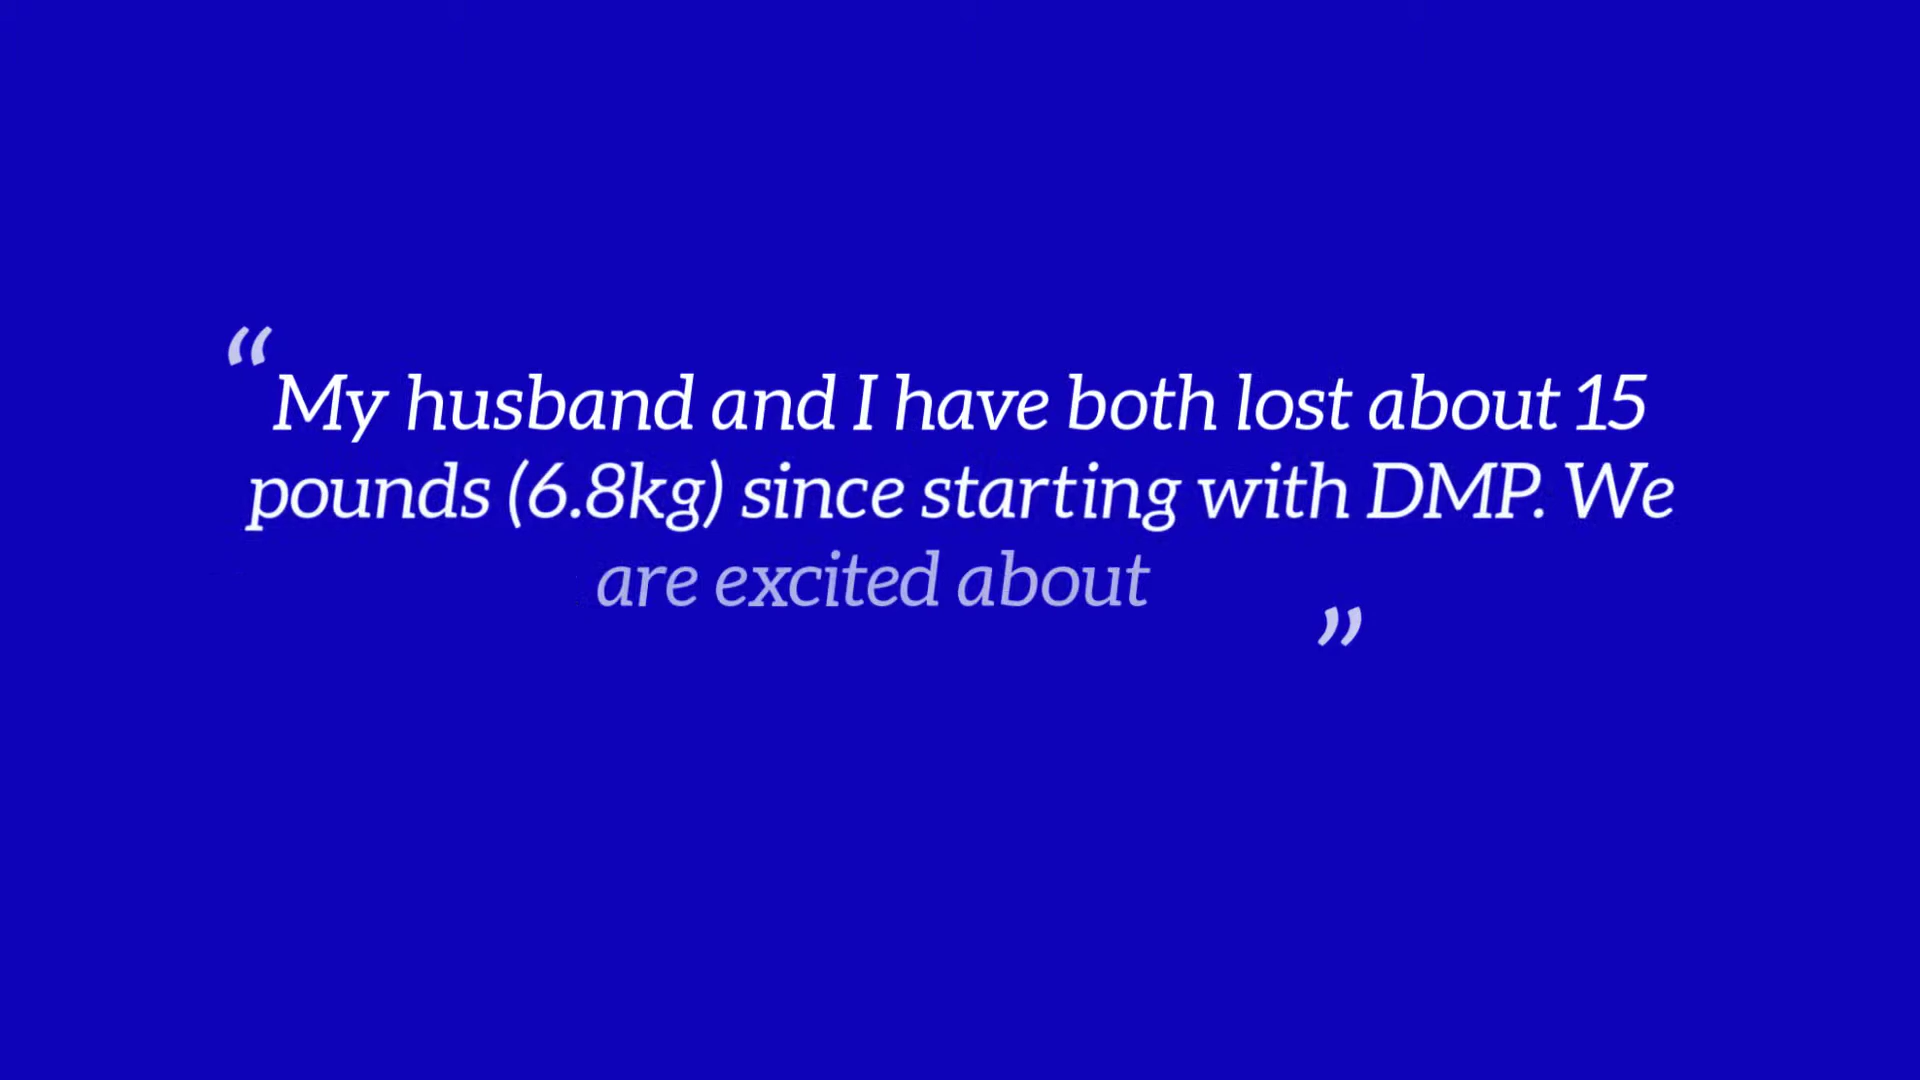 “My husband and I have both lost about 15
pounds (6.8kg) since starting with DMP. We
are excited about”